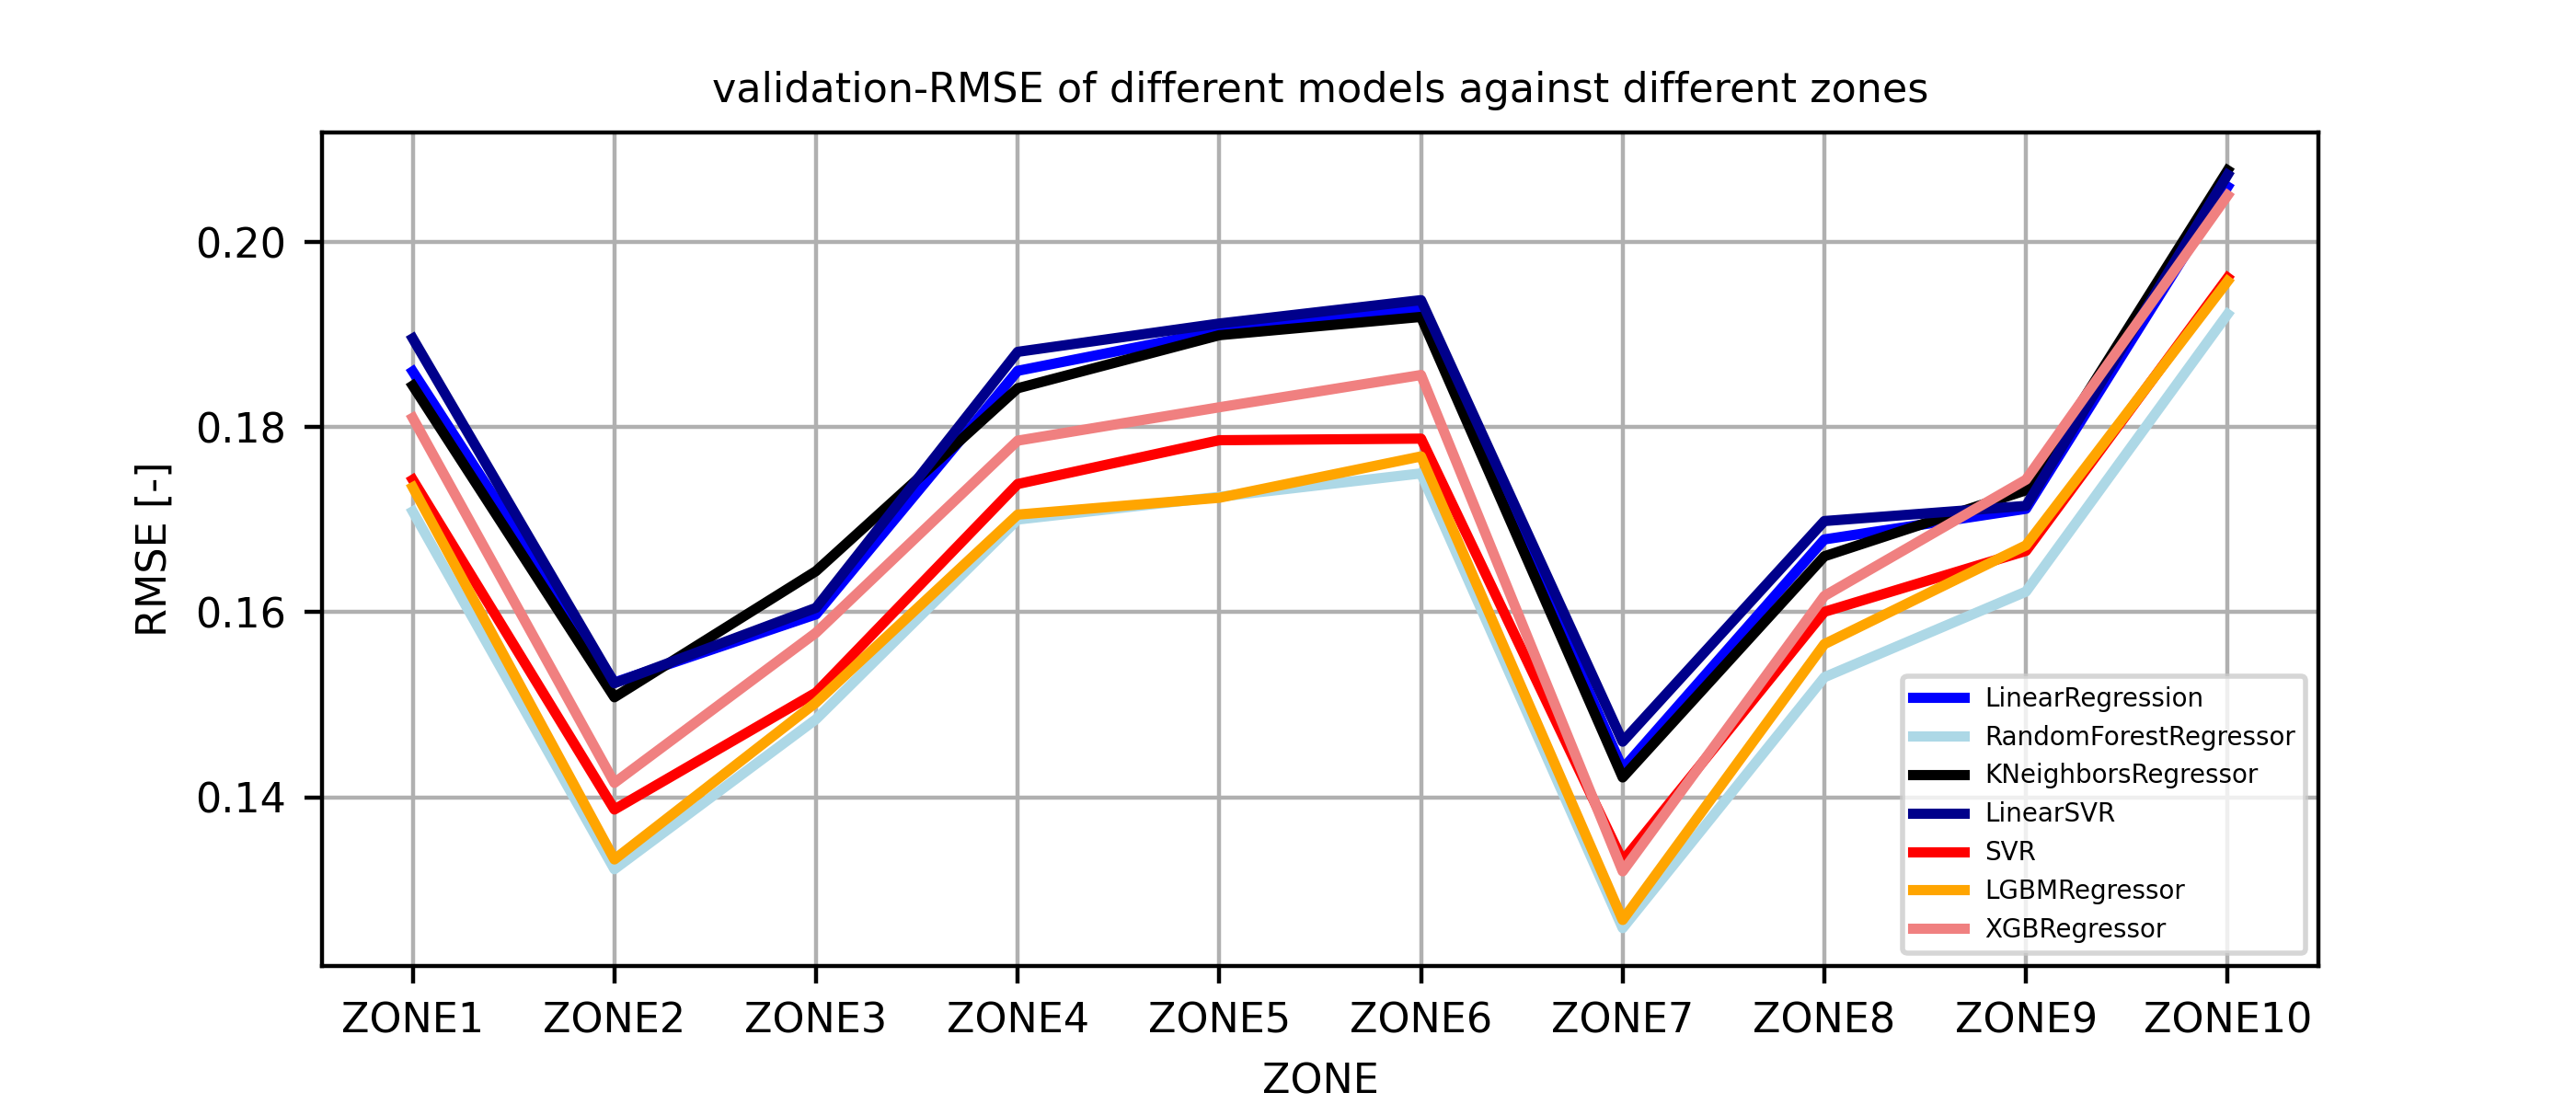 validation-RMSE of different models against different zones
RMSE [-]
0.20
0.18
0.16
0.14
LinearRegression
RandomForestRegressor
KNeighborsRegressor
LinearSVR
SVR
LGBMRegressor
XGBRegressor
ZONE1 ZONE2 ZONE3 ZONE4 ZONE5 ZONE6 ZONE7 ZONE8 ZONE9 ZONE10
ZONE